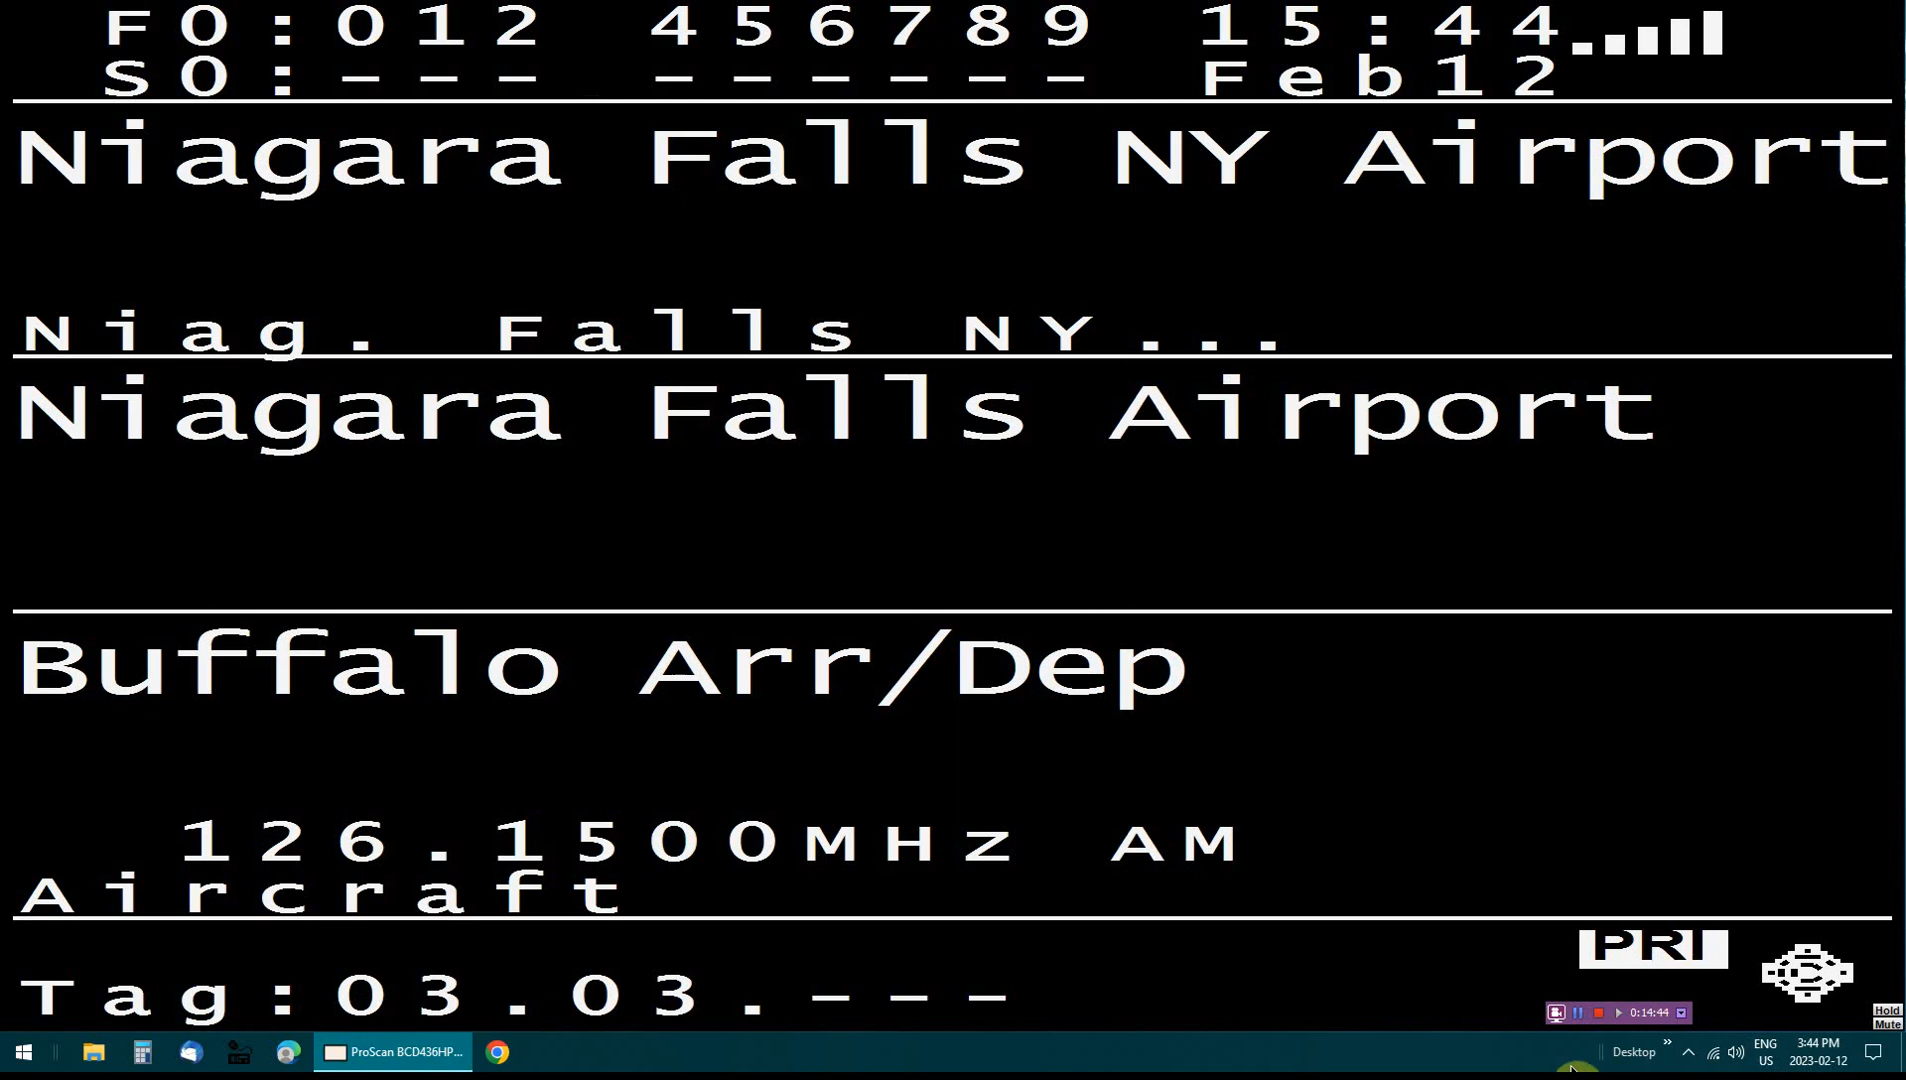 F0:012 456789 15:44
S0:--- ------ Feb12
Niagara Falls NY Airport
Niag. Falls NY...
Niagara Falls Airport
Buffalo Arr/Dep
126.1500MHz AM
Aircraft
PRI
Tag:03.03.---
0:14:44
Hold
Mute
ProScan BCD436HP...
Desktop
ENG
US
3:44 PM
2023-02-12